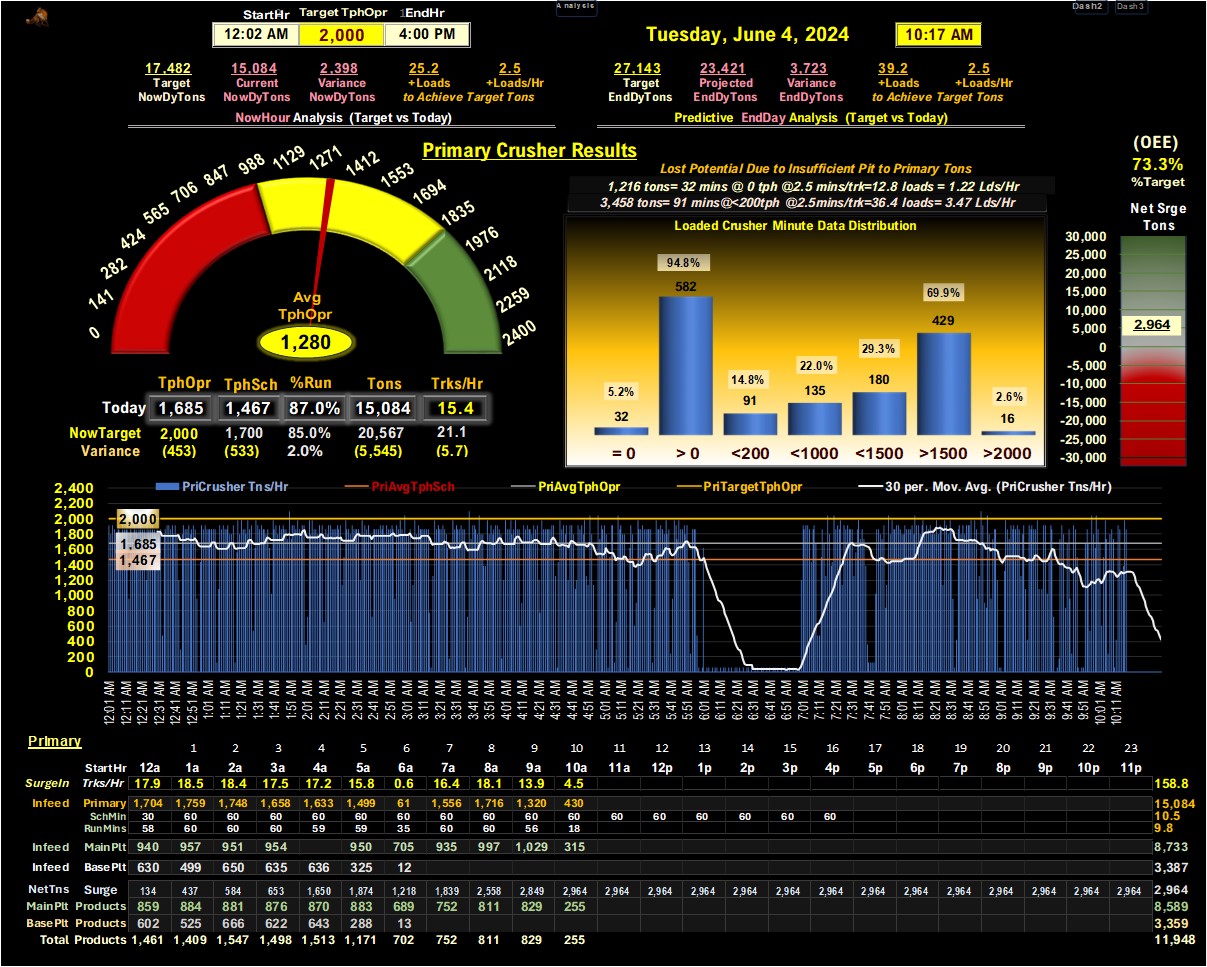 Analysis
Dash2 Dash3
StartHr Target TphOpr 1EndHr
12:02 AM 2,000 4:00 PM
Tuesday, June 4, 2024 10:17 AM
17,482 15,084 2,398 25.2 2.5
Target Current Variance +Loads +Loads/Hr
NowDyTons NowDyTons NowDyTons to Achieve Target Tons
NowHour Analysis (Target vs Today)
27,143 23,421 3,723 39.2 2.5
Target Projected Variance +Loads +Loads/Hr
EndDyTons EndDyTons EndDyTons to Achieve Target Tons
Predictive EndDay Analysis (Target vs Today)
Primary Crusher Results
0 141 282 424 565 706 847 988 1129 1271 1412 1553 1694 1835 1976 2118 2259 2400
Avg
TphOpr
1,280
TphOpr TphSch %Run Tons Trks/Hr
Today 1,685 1,467 87.0% 15,084 15.4
NowTarget 2,000 1,700 85.0% 20,567 21.1
Variance (453) (533) 2.0% (5,545) (5.7)
Lost Potential Due to Insufficient Pit to Primary Tons
1,216 tons= 32 mins @ 0 tph @2.5 mins/trk=12.8 loads = 1.22 Lds/Hr
3,458 tons= 91 mins@<200tph @2.5mins/trk=36.4 loads= 3.47 Lds/Hr
Loaded Crusher Minute Data Distribution
5.2% 94.8% 14.8% 22.0% 29.3% 69.9% 2.6%
32 582 91 135 180 429 16
= 0 > 0 <200 <1000 <1500 >1500 >2000
(OEE)
73.3%
%Target
Net Srge
Tons
30,000
25,000
20,000
15,000
10,000
5,000
0
-5,000
-10,000
-15,000
-20,000
-25,000
-30,000
2,964
PriCrusher Tns/Hr PriAvgTphSch PriAvgTphOpr PriTargetTphOpr 30 per. Mov. Avg. (PriCrusher Tns/Hr)
2,400
2,200
2,000
1,800
1,600
1,400
1,200
1,000
800
600
400
200
0
2,000
1,685
1,467
12:01 AM 12:11 AM 12:21 AM 12:31 AM 12:41 AM 12:51 AM 1:01 AM 1:11 AM 1:21 AM 1:31 AM 1:41 AM 1:51 AM 2:01 AM 2:11 AM 2:21 AM 2:31 AM 2:41 AM 2:51 AM 3:01 AM 3:11 AM 3:21 AM 3:31 AM 3:41 AM 3:51 AM 4:01 AM 4:11 AM 4:21 AM 4:31 AM 4:41 AM 4:51 AM 5:01 AM 5:11 AM 5:21 AM 5:31 AM 5:41 AM 5:51 AM 6:01 AM 6:11 AM 6:21 AM 6:31 AM 6:41 AM 6:51 AM 7:01 AM 7:11 AM 7:21 AM 7:31 AM 7:41 AM 7:51 AM 8:01 AM 8:11 AM 8:21 AM 8:31 AM 8:41 AM 8:51 AM 9:01 AM 9:11 AM 9:21 AM 9:31 AM 9:41 AM 9:51 AM 10:01 AM 10:11 AM
Primary
1 2 3 4 5 6 7 8 9 10 11 12 13 14 15 16 17 18 19 20 21 22 23
StartHr 12a 1a 2a 3a 4a 5a 6a 7a 8a 9a 10a 11a 12p 1p 2p 3p 4p 5p 6p 7p 8p 9p 10p 11p
SurgeIn Trks/Hr 17.9 18.5 18.4 17.5 17.2 15.8 0.6 16.4 18.1 13.9 4.5 158.8
Infeed Primary 1,704 1,759 1,748 1,658 1,633 1,499 61 1,556 1,716 1,320 430 15,084
SchMin 30 60 60 60 60 60 60 60 60 60 60 60 60 60 60 60 60 10.5
RunMins 58 60 60 60 59 59 35 60 60 56 18 9.8
Infeed MainPlt 940 957 951 954 950 705 935 997 1,029 315 8,733
Infeed BasePlt 630 499 650 635 636 325 12 3,387
NetTns Surge 134 437 584 653 1,650 1,874 1,218 1,839 2,558 2,849 2,964 2,964 2,964 2,964 2,964 2,964 2,964 2,964 2,964 2,964 2,964 2,964 2,964 2,964 2,964
MainPlt Products 859 884 881 876 870 883 689 752 811 829 255 8,589
BasePlt Products 602 525 666 622 643 288 13 3,359
Total Products 1,461 1,409 1,547 1,498 1,513 1,171 702 752 811 829 255 11,948